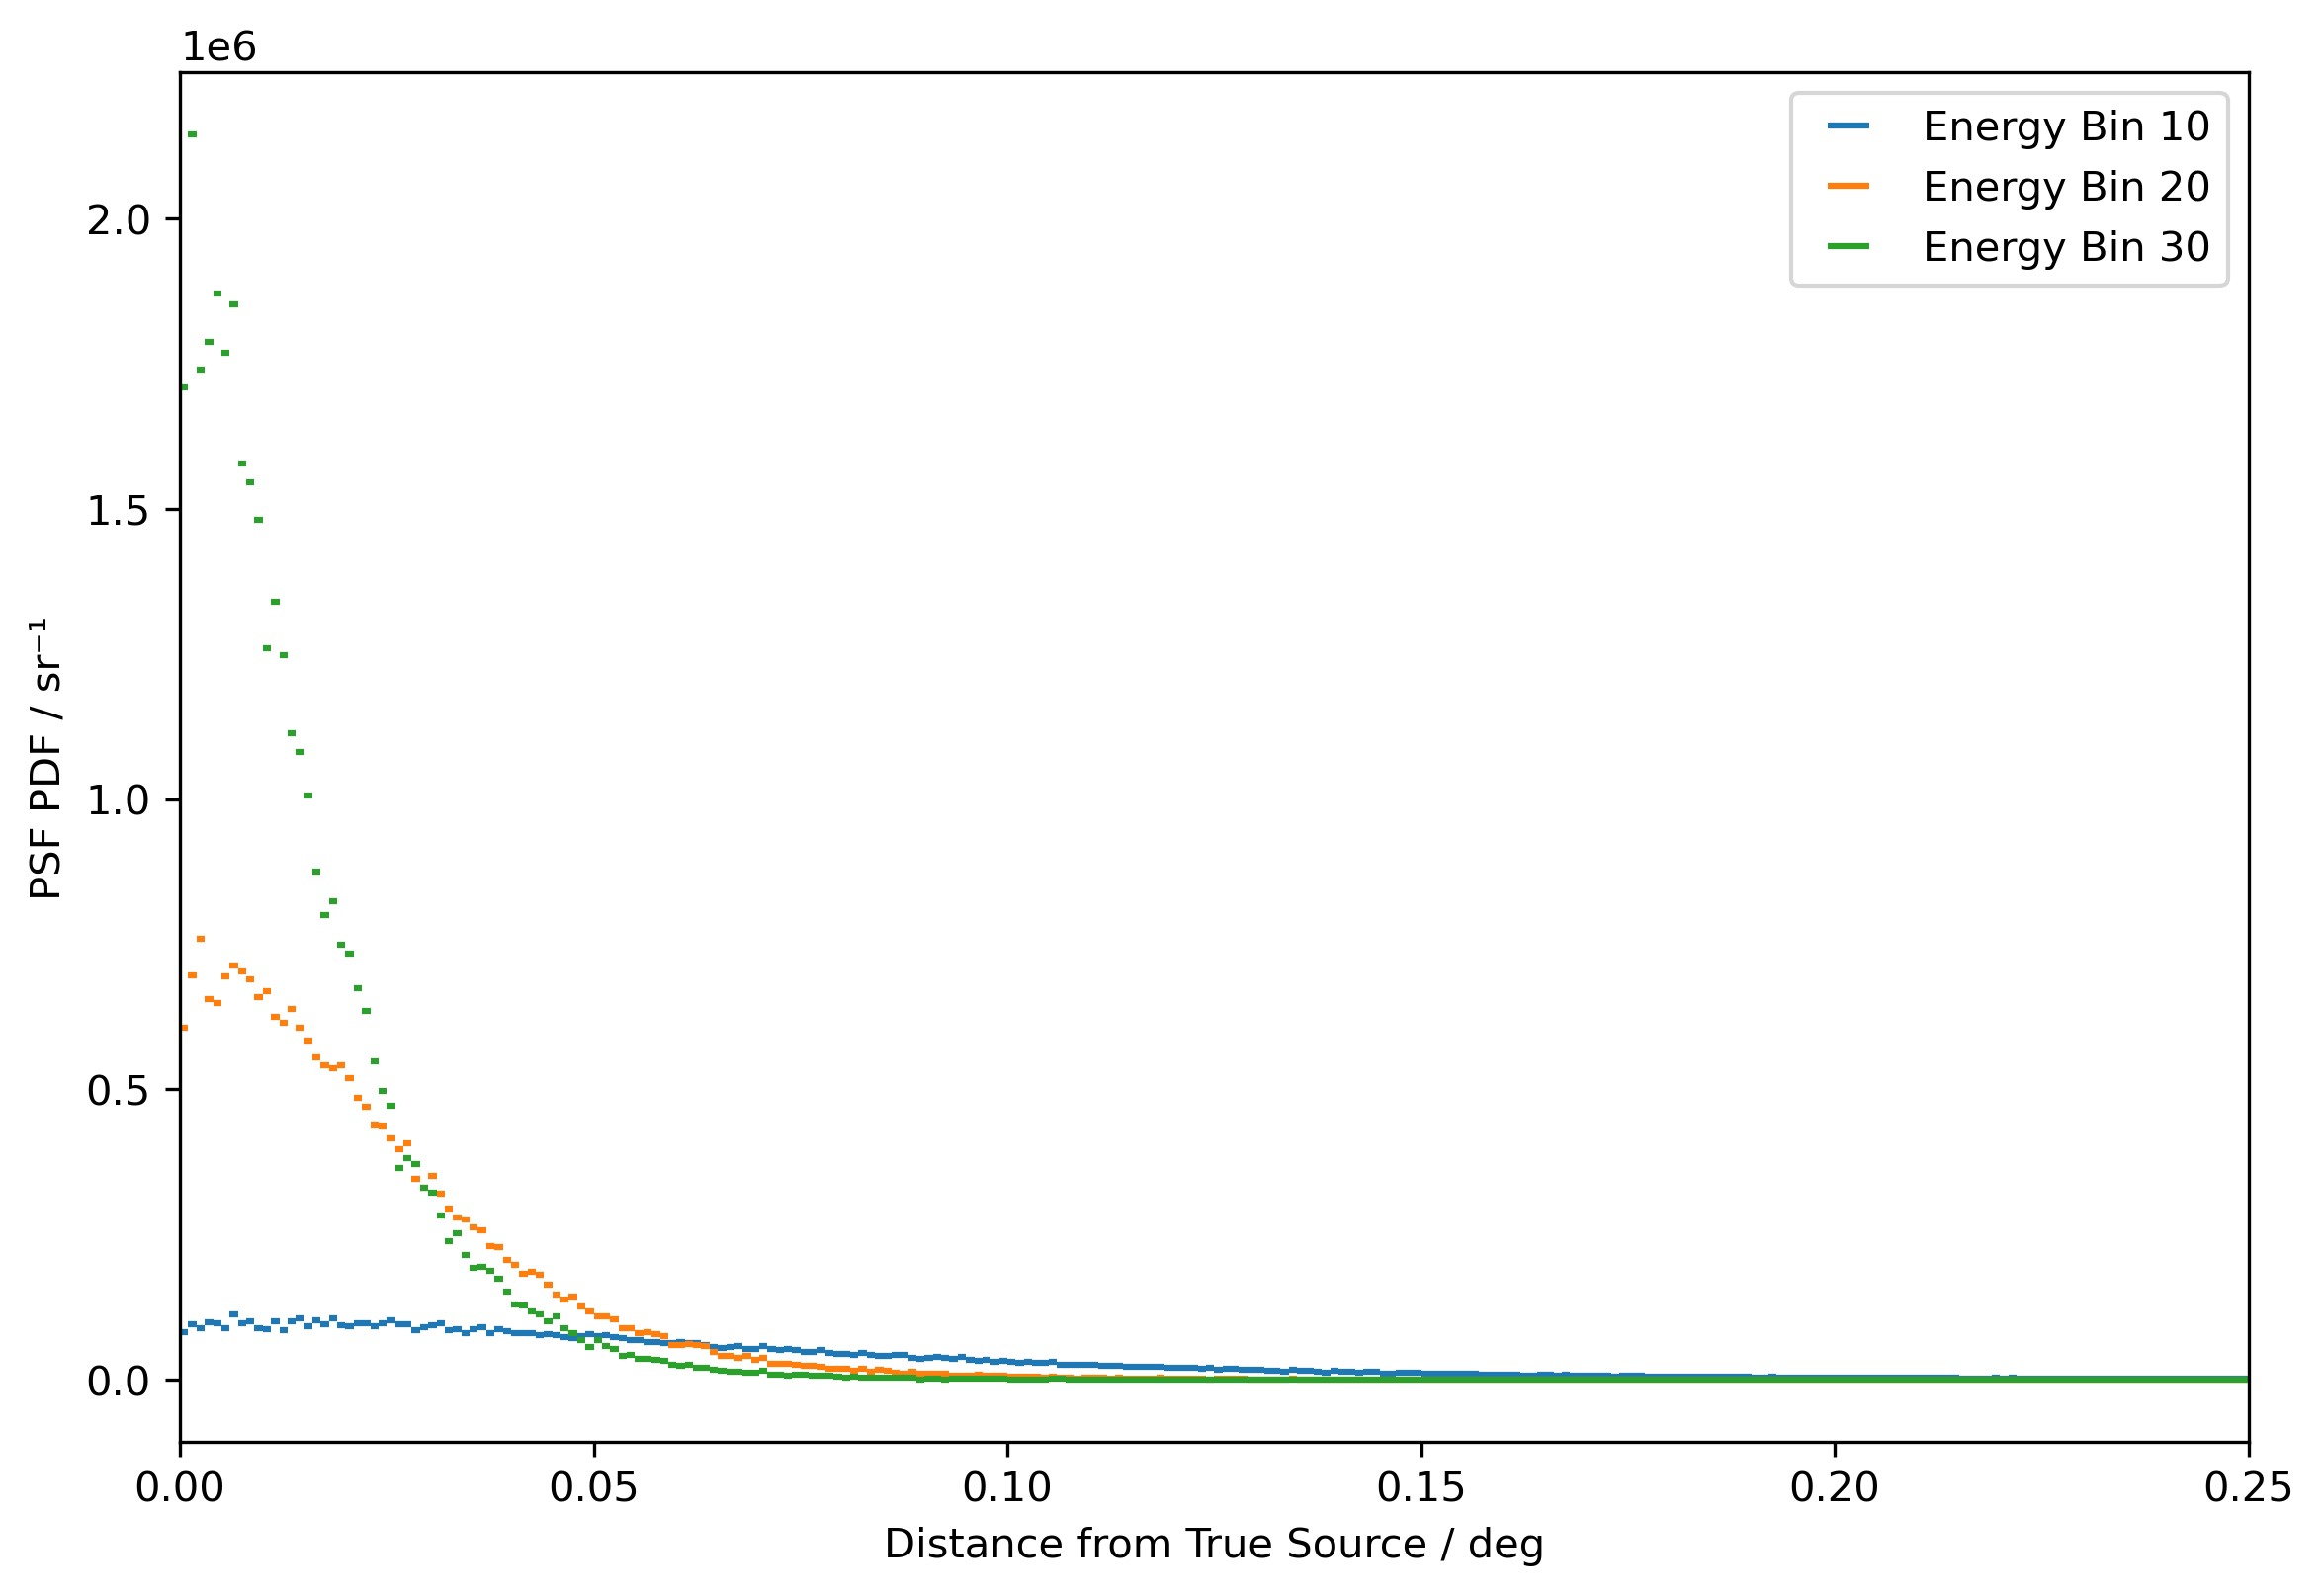 1e6
Energy Bin 10
Energy Bin 20
Energy Bin 30
2.0
1.5
1.0
0.5
0.0
PSF PDF / sr⁻¹
0.00 0.05 0.10 0.15 0.20 0.25
Distance from True Source / deg